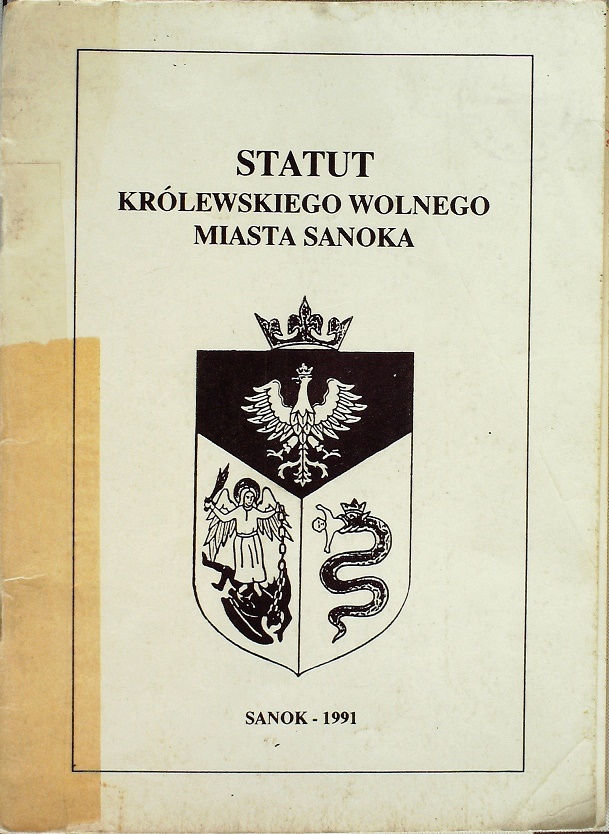 STATUT
KRÓLEWSKIEGO WOLNEGO
MIASTA SANOKA
SANOK - 1991